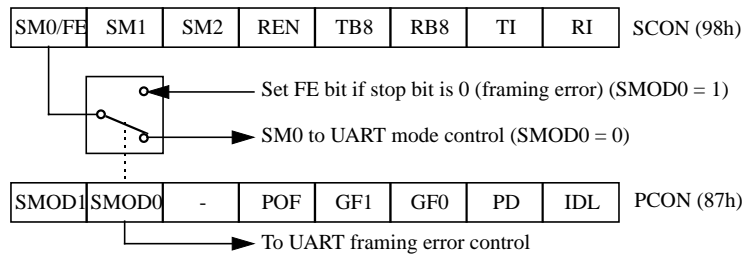 SM0/FE SM1 SM2 REN TB8 RB8 TI RI SCON (98h)
Set FE bit if stop bit is 0 (framing error) (SMOD0 = 1)
SM0 to UART mode control (SMOD0 = 0)
SMOD1 SMOD0 - POF GF1 GF0 PD IDL PCON (87h)
To UART framing error control